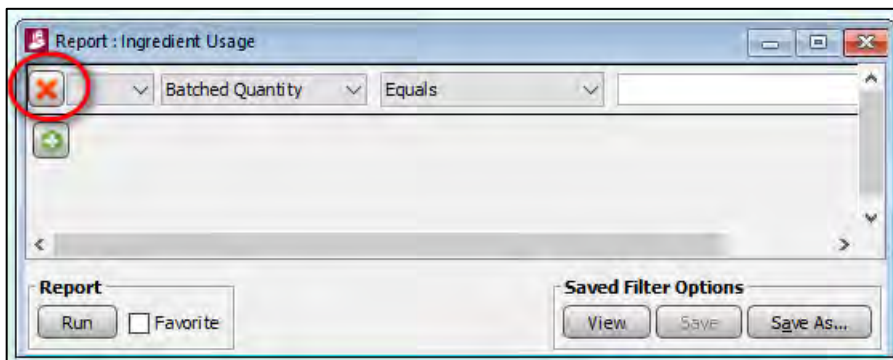 Report : Ingredient Usage
Batched Quantity Equals
Report Saved Filter Options
Run Favorite View Save Save As...